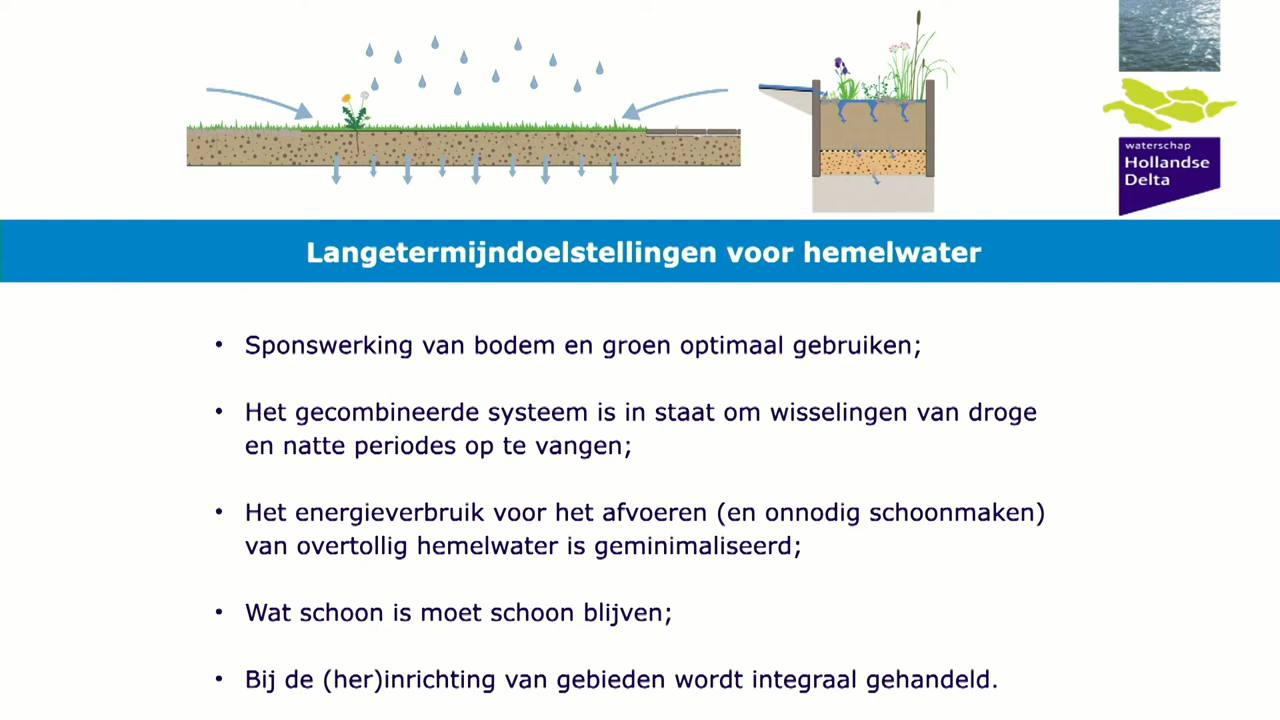 waterschap
Hollandse
Delta
Langetermijndoelstellingen voor hemelwater
• Sponswerking van bodem en groen optimaal gebruiken;
• Het gecombineerde systeem is in staat om wisselingen van droge
en natte periodes op te vangen;
• Het energieverbruik voor het afvoeren (en onnodig schoonmaken)
van overtollig hemelwater is geminimaliseerd;
• Wat schoon is moet schoon blijven;
• Bij de (her)inrichting van gebieden wordt integraal gehandeld.